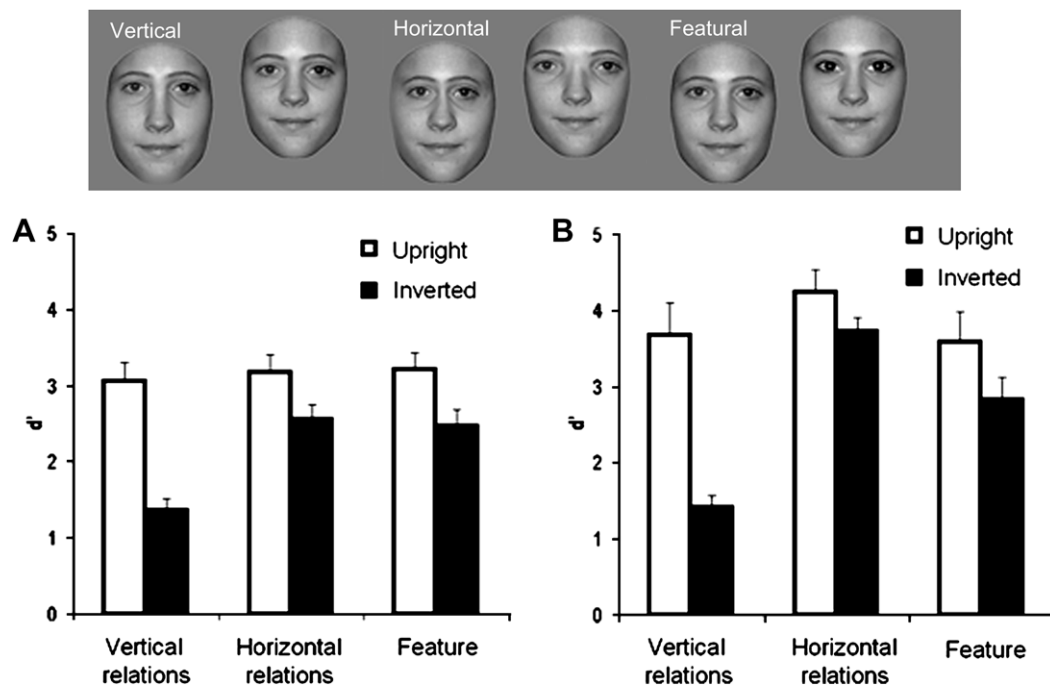 Vertical
Horizontal
Featural
A
5
4
3
2
1
0
d'
Upright
Inverted
Vertical
relations
Horizontal
relations
Feature
B
5
4
3
2
1
0
d'
Upright
Inverted
Vertical
relations
Horizontal
relations
Feature